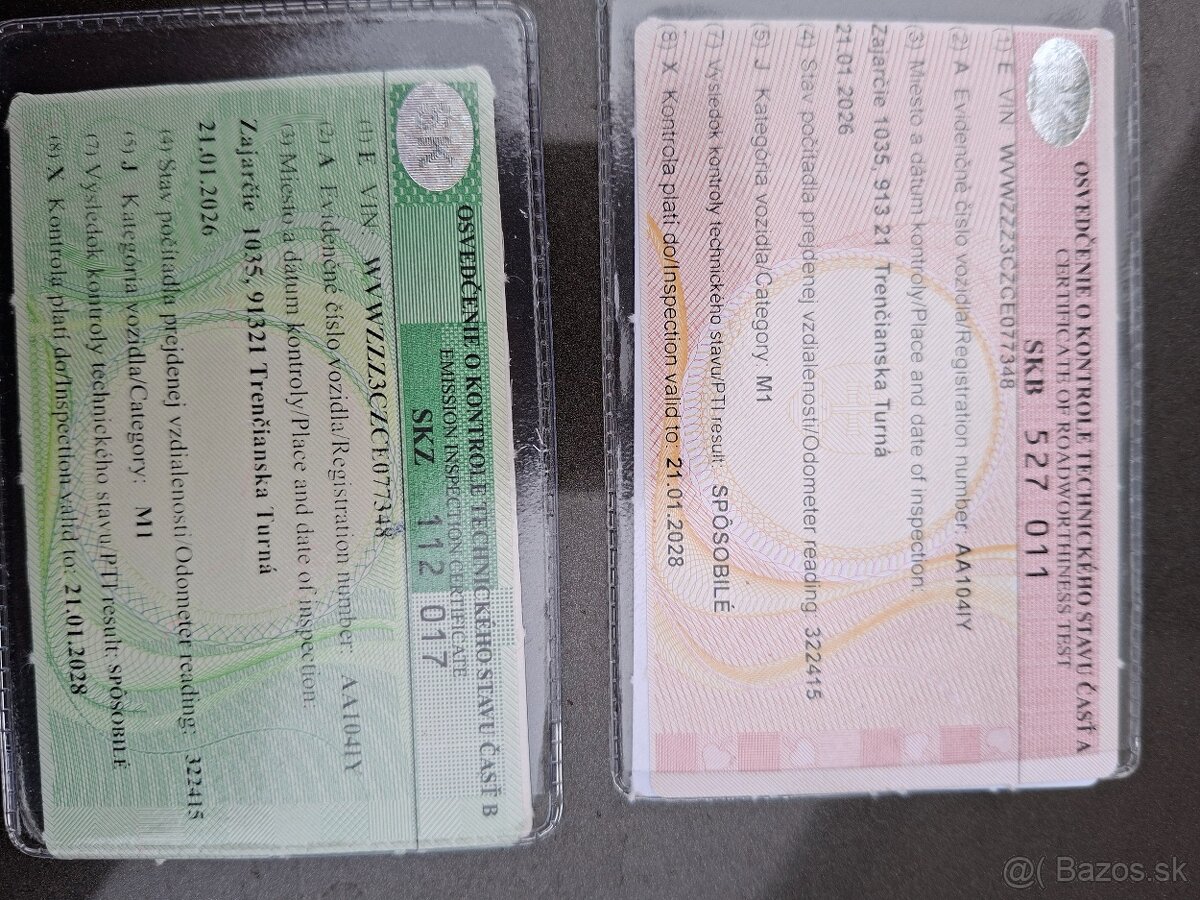 OSVEDČENIE O KONTROLE TECHNICKÉHO STAVU ČASŤ B
EMISSION INSPECTION CERTIFICATE
SKZ 112 017
(1) E VIN WVWZZZ3CZCE077348
(2) A Evidenčné číslo vozidla/Registration number AA104IY
(3) Miesto a dátum kontroly/Place and date of inspection:
Zajarčie 1035, 91321 Trenčianska Turná
21.01.2026
(4) Stav počítadla prejdenej vzdialenosti/Odometer reading: 322415
(5) J Kategória vozidla/Category: M1
(7) Výsledok kontroly technického stavu/PTI result: SPÔSOBILÉ
(8) X Kontrola platí do/Inspection valid to: 21.01.2028
OSVEDČENIE O KONTROLE TECHNICKÉHO STAVU ČASŤ A
CERTIFICATE OF ROADWORTHINESS TEST
SKB 527 011
(1) E VIN WVWZZZ3CZCE077348
(2) A Evidenčné číslo vozidla/Registration number: AA104IY
(3) Miesto a dátum kontroly/Place and date of inspection:
Zajarčie 1035, 913 21 Trenčianska Turná
21.01.2026
(4) Stav počítadla prejdenej vzdialenosti/Odometer reading 322415
(5) J Kategória vozidla/Category: M1
(7) Výsledok kontroly technického stavu/PTI result: SPÔSOBILÉ
(8) X Kontrola platí do/Inspection valid to: 21.01.2028
@( Bazos.sk